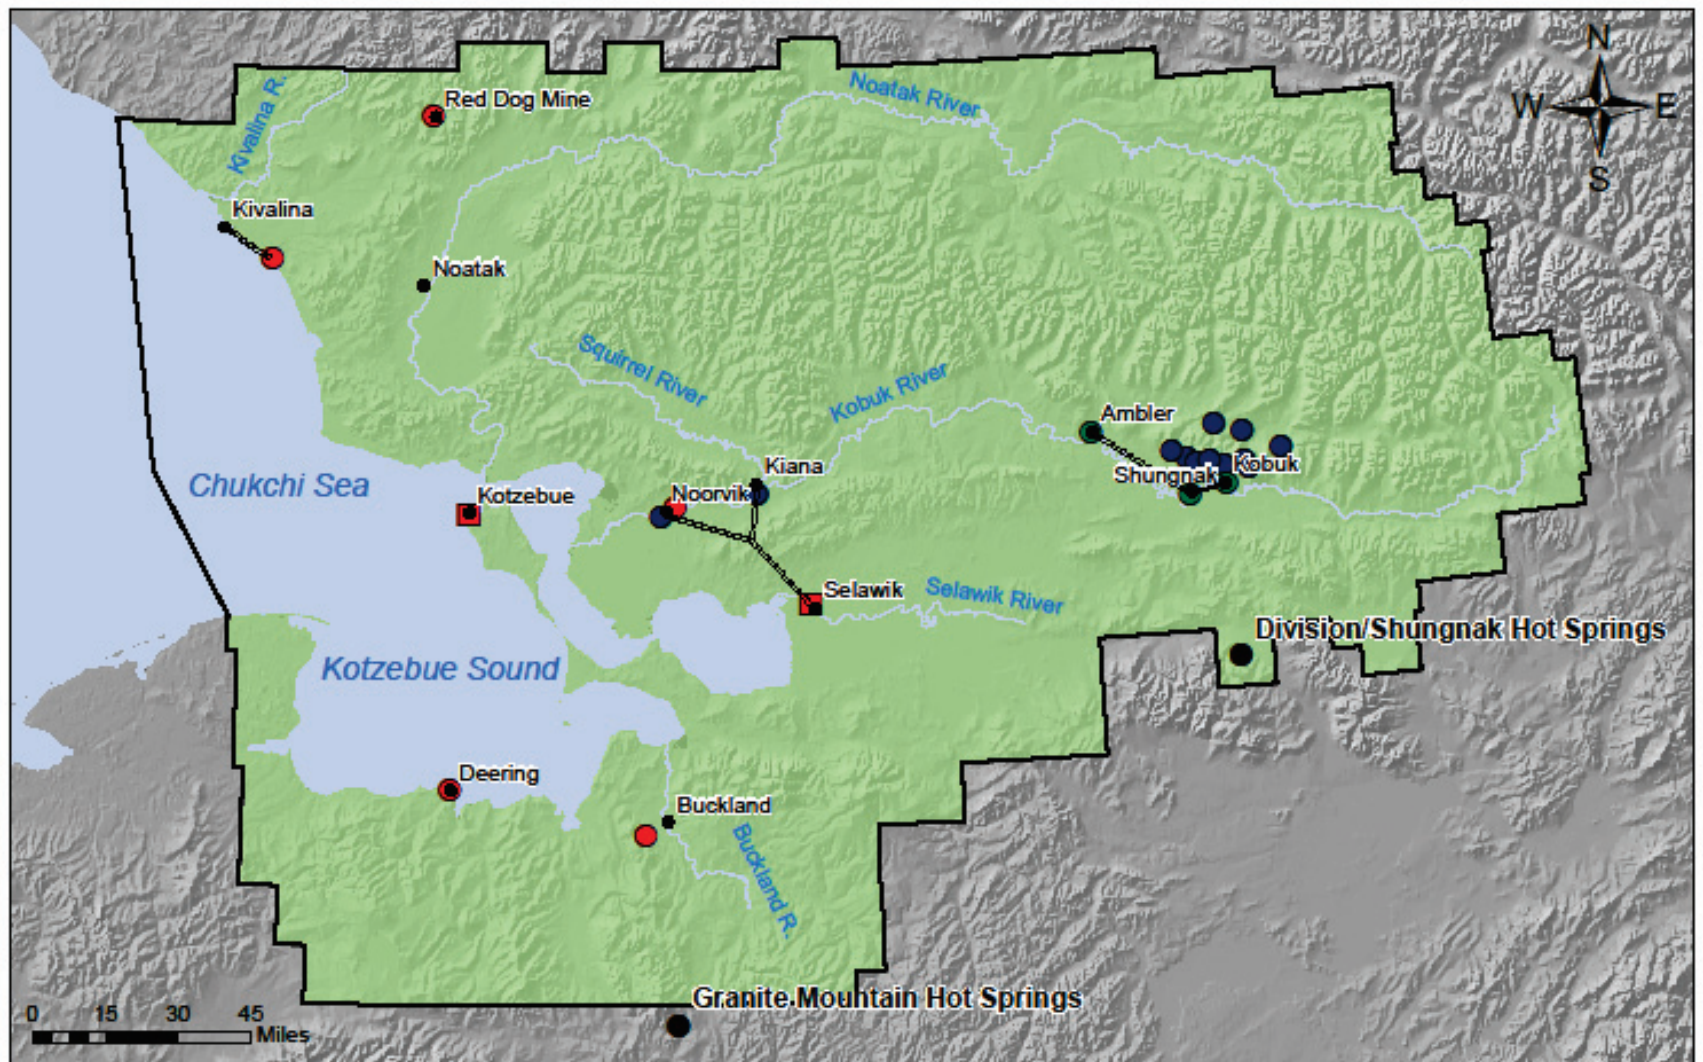 N
Red Dog Mine
Noatak River
W
E
Kivalina R.
S
Kivalina
Noatak
Squirrel River
Kobuk River
Ambler
Kiana
Shungnak
Kobuk
Chukchi Sea
Kotzebue
Noorvik
Selawik
Selawik River
Division/Shungnak Hot Springs
Kotzebue Sound
Deering
Buckland
Buckland R.
Granite Mountain Hot Springs
0 15 30 45
Miles